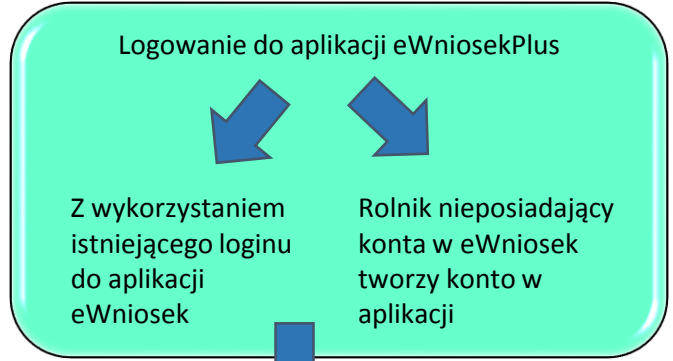 Logowanie do aplikacji eWniosekPlus
Z wykorzystaniem
istniejącego loginu
do aplikacji
eWniosek
Rolnik nieposiadający
konta w eWniosek
tworzy konto w
aplikacji